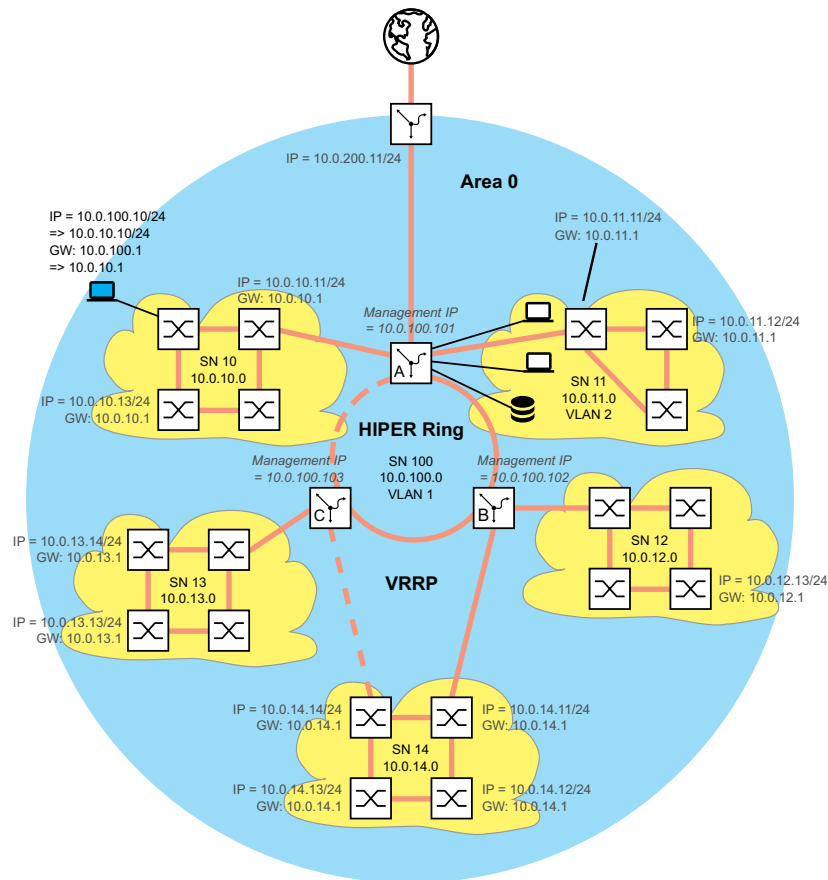 IP = 10.0.200.11/24
Area 0
IP = 10.0.100.10/24
=> 10.0.10.10/24
GW: 10.0.100.1
=> 10.0.10.1
IP = 10.0.11.11/24
GW: 10.0.11.1
IP = 10.0.10.11/24
GW: 10.0.10.1
Management IP
= 10.0.100.101
IP = 10.0.11.12/24
GW: 10.0.11.1
SN 10
10.0.10.0
A
SN 11
10.0.11.0
VLAN 2
IP = 10.0.10.13/24
GW: 10.0.10.1
HIPER Ring
Management IP
= 10.0.100.103
SN 100
10.0.100.0
VLAN 1
Management IP
= 10.0.100.102
C
B
IP = 10.0.13.14/24
GW: 10.0.13.1
SN 12
10.0.12.0
SN 13
10.0.13.0
VRRP
IP = 10.0.12.13/24
GW: 10.0.12.1
IP = 10.0.13.13/24
GW: 10.0.13.1
IP = 10.0.14.14/24
GW: 10.0.14.1
IP = 10.0.14.11/24
GW: 10.0.14.1
SN 14
10.0.14.0
IP = 10.0.14.13/24
GW: 10.0.14.1
IP = 10.0.14.12/24
GW: 10.0.14.1